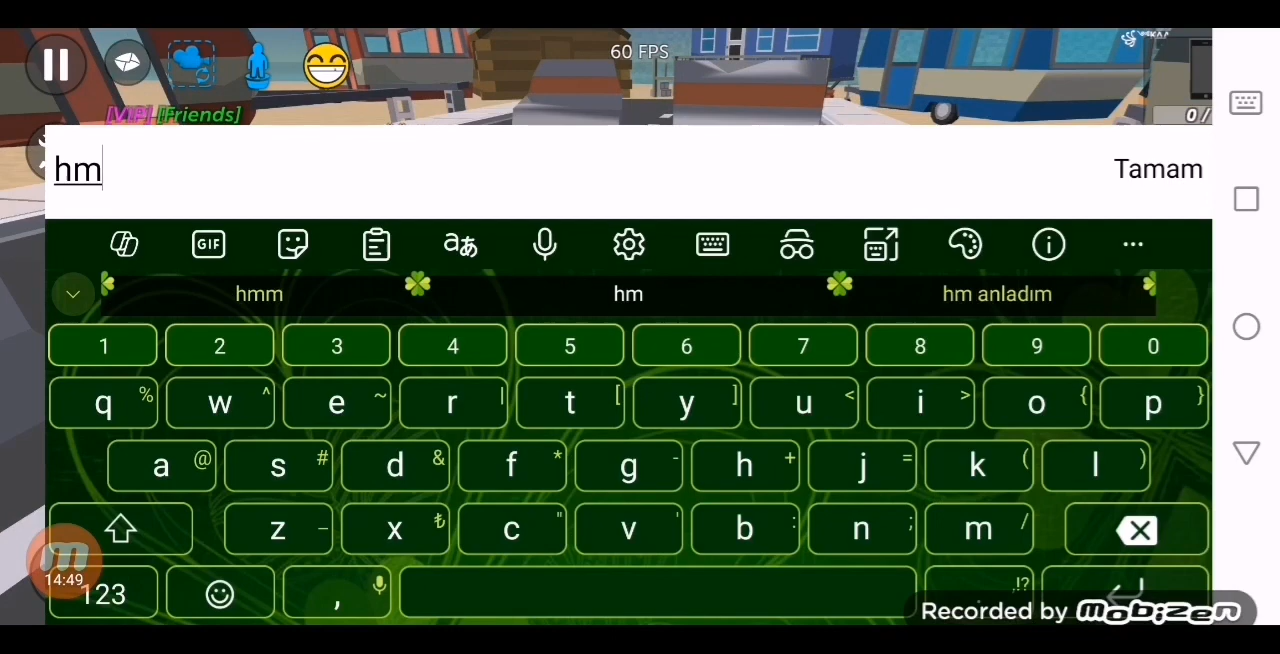 60 FPS
[VIP] [Friends]
0/
hm Tamam
GIF
hmm hm hm anladım
1 2 3 4 5 6 7 8 9 0
q % w ^ e ~ r | t [ y ] u < i > o { p }
a @ s # d & f * g - h + j = k ( l )
z _ x ₺ c " v ' b : n ; m /
14:49
123 , ,!?
Recorded by mobizen